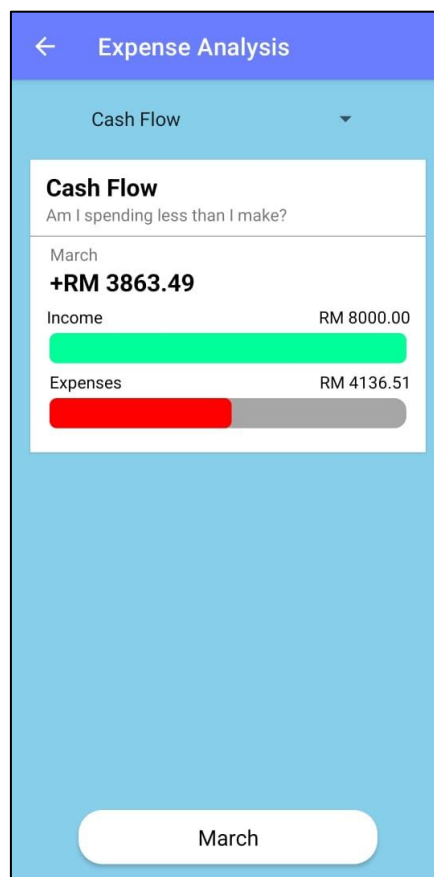 Expense Analysis
Cash Flow
Cash Flow
Am I spending less than I make?
March
+RM 3863.49
Income RM 8000.00
Expenses RM 4136.51
March